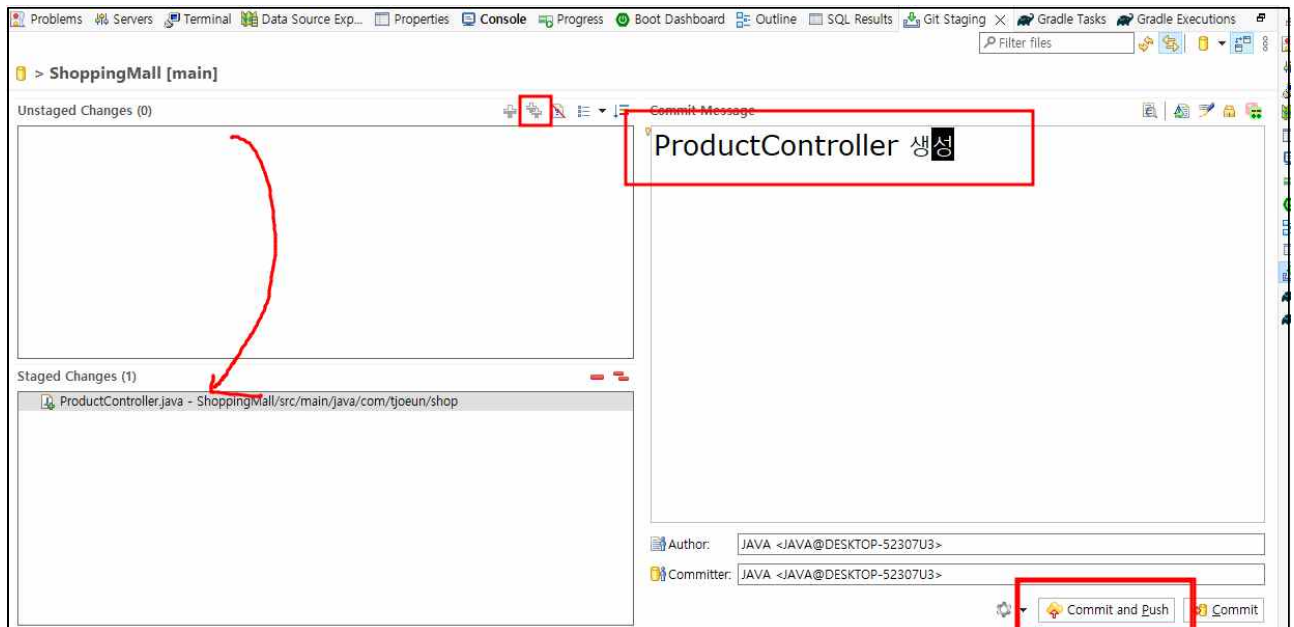 Problems Servers Terminal Data Source Exp... Properties Console Progress Boot Dashboard Outline SQL Results Git Staging Gradle Tasks Gradle Executions
Filter files
> ShoppingMall [main]
Unstaged Changes (0)
Commit Message
ProductController 생성
Staged Changes (1)
ProductController.java - ShoppingMall/src/main/java/com/tjoeun/shop
Author: JAVA <JAVA@DESKTOP-52307U3>
Committer: JAVA <JAVA@DESKTOP-52307U3>
Commit and Push Commit